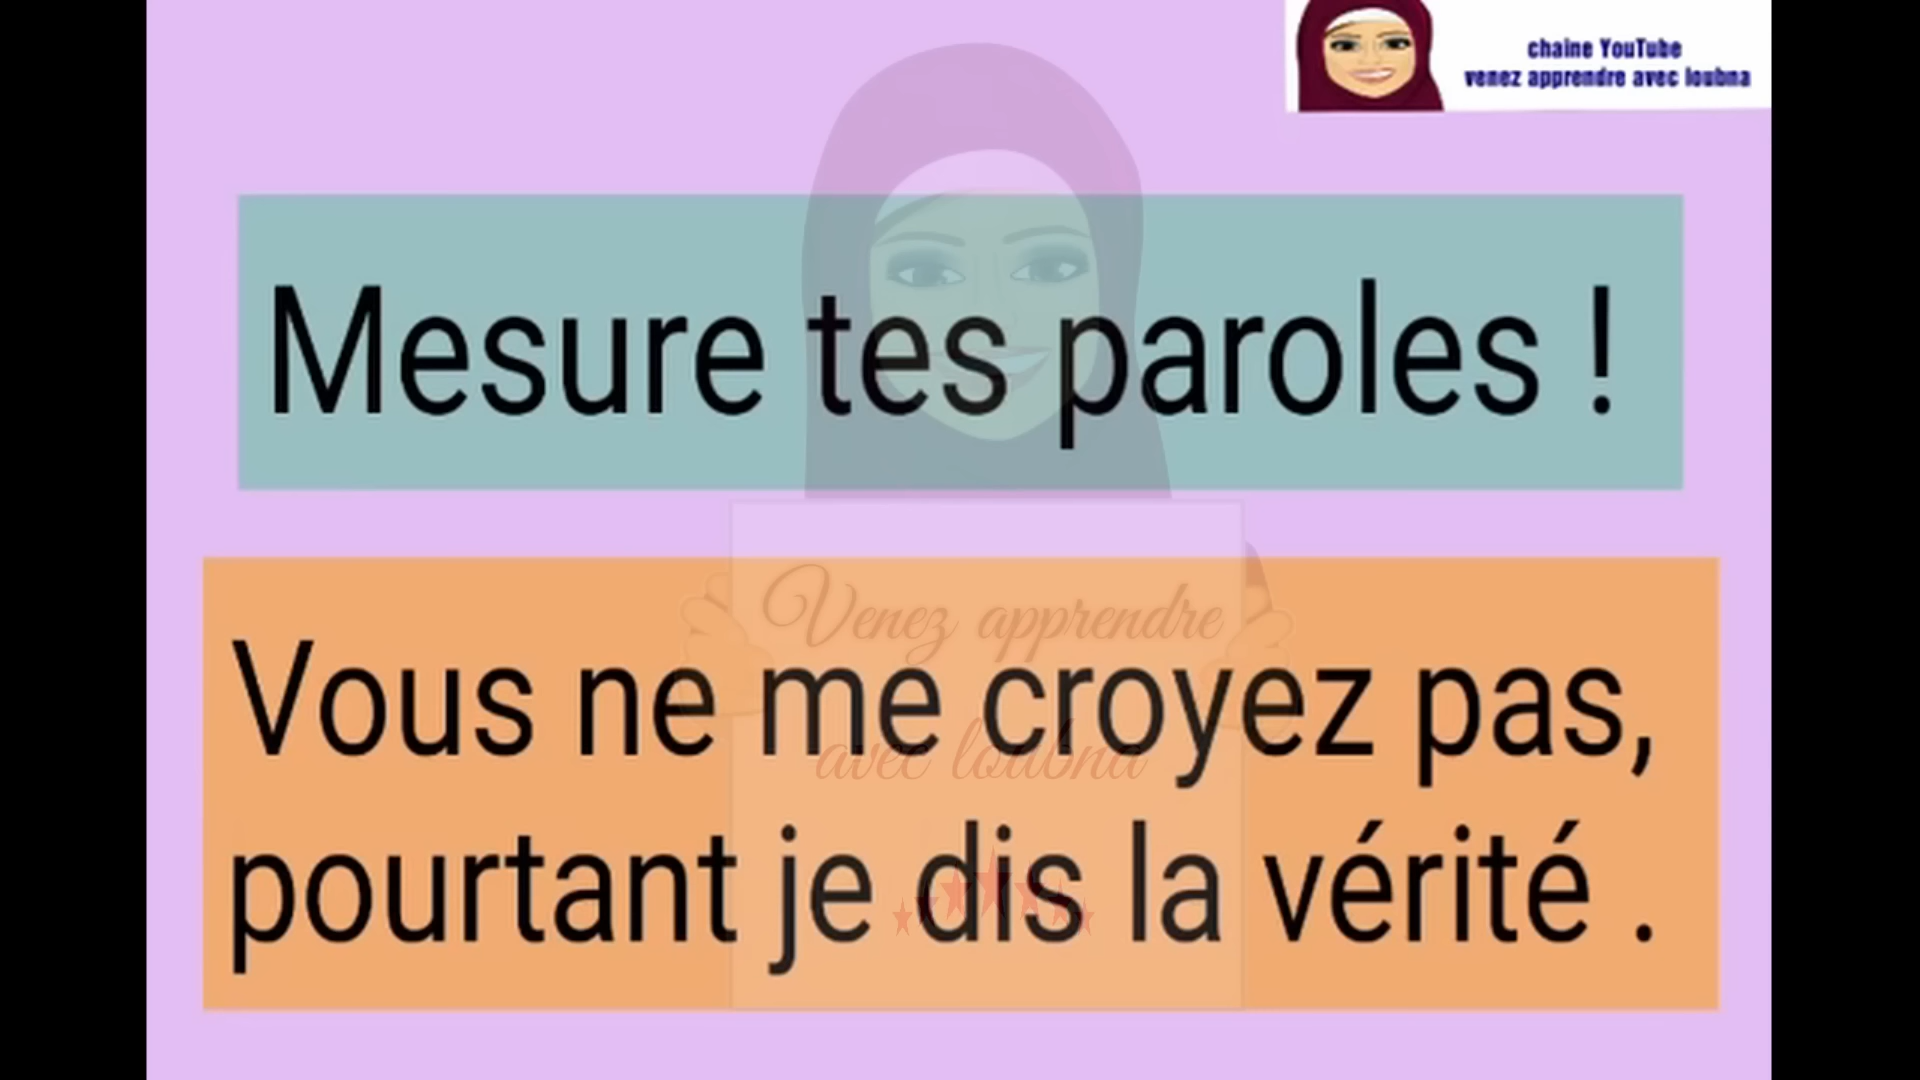 chaine YouTube
venez apprendre avec loubna
Mesure tes paroles !
Venez apprendre
avec loubna
Vous ne me croyez pas,
pourtant je dis la vérité .